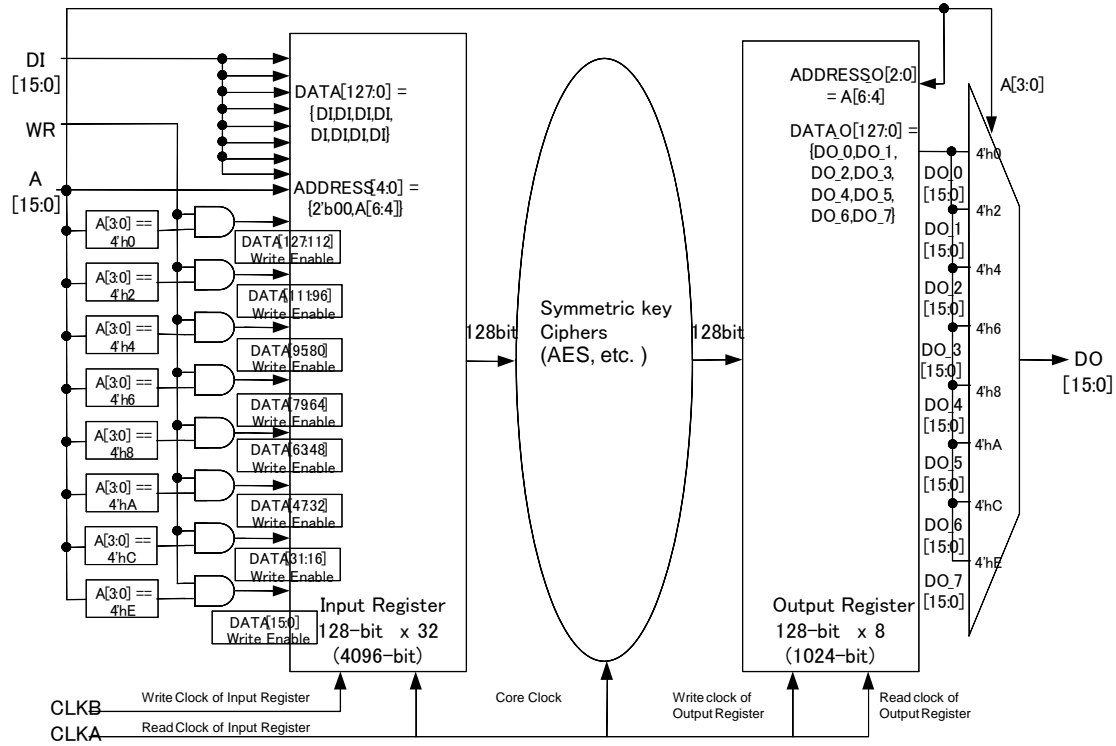 DI
[15:0]
WR
A
[15:0]
DATA[127:0] =
{DI,DI,DI,DI,
DI,DI,DI,DI}
ADDRESS[4:0] =
{2'b00,A[6:4]}
A[3:0] ==
4'h0
A[3:0] ==
4'h2
A[3:0] ==
4'h4
A[3:0] ==
4'h6
A[3:0] ==
4'h8
A[3:0] ==
4'hA
A[3:0] ==
4'hC
A[3:0] ==
4'hE
DATA[127:112]
Write Enable
DATA[111:96]
Write Enable
DATA[95:80]
Write Enable
DATA[79:64]
Write Enable
DATA[63:48]
Write Enable
DATA[47:32]
Write Enable
DATA[31:16]
Write Enable
DATA[15:0]
Write Enable
Input Register
128-bit x 32
(4096-bit)
128bit
Symmetric key
Ciphers
(AES, etc. )
128bit
ADDRESS_O[2:0]
= A[6:4]
DATA_O[127:0] =
{DO_0,DO_1,
DO_2,DO_3,
DO_4,DO_5,
DO_6,DO_7}
Output Register
128-bit x 8
(1024-bit)
A[3:0]
DO_0
[15:0]
DO_1
[15:0]
DO_2
[15:0]
DO_3
[15:0]
DO_4
[15:0]
DO_5
[15:0]
DO_6
[15:0]
DO_7
[15:0]
4'h0
4'h2
4'h4
4'h6
4'h8
4'hA
4'hC
4'hE
DO
[15:0]
CLKB
Write Clock of Input Register
CLKA
Read Clock of Input Register
Core Clock
Write clock of
Output Register
Read clock of
Output Register